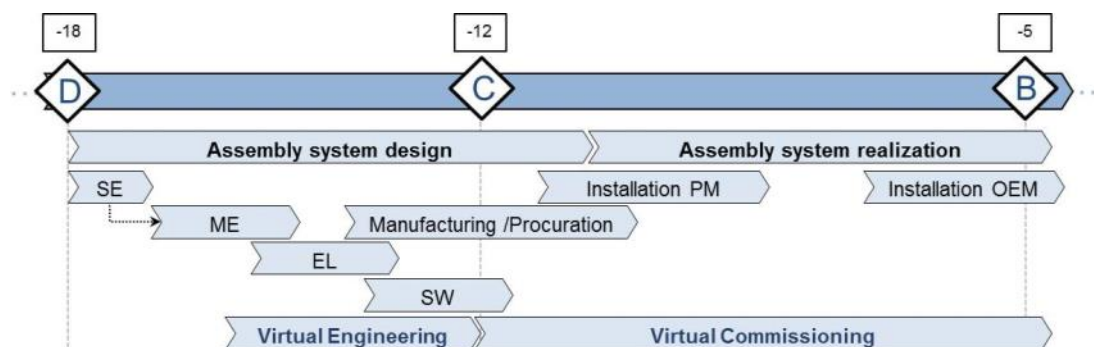 -18
-12
-5
D
C
B
Assembly system design
Assembly system realization
SE
Installation PM
Installation OEM
ME
Manufacturing /Procuration
EL
SW
Virtual Engineering
Virtual Commissioning